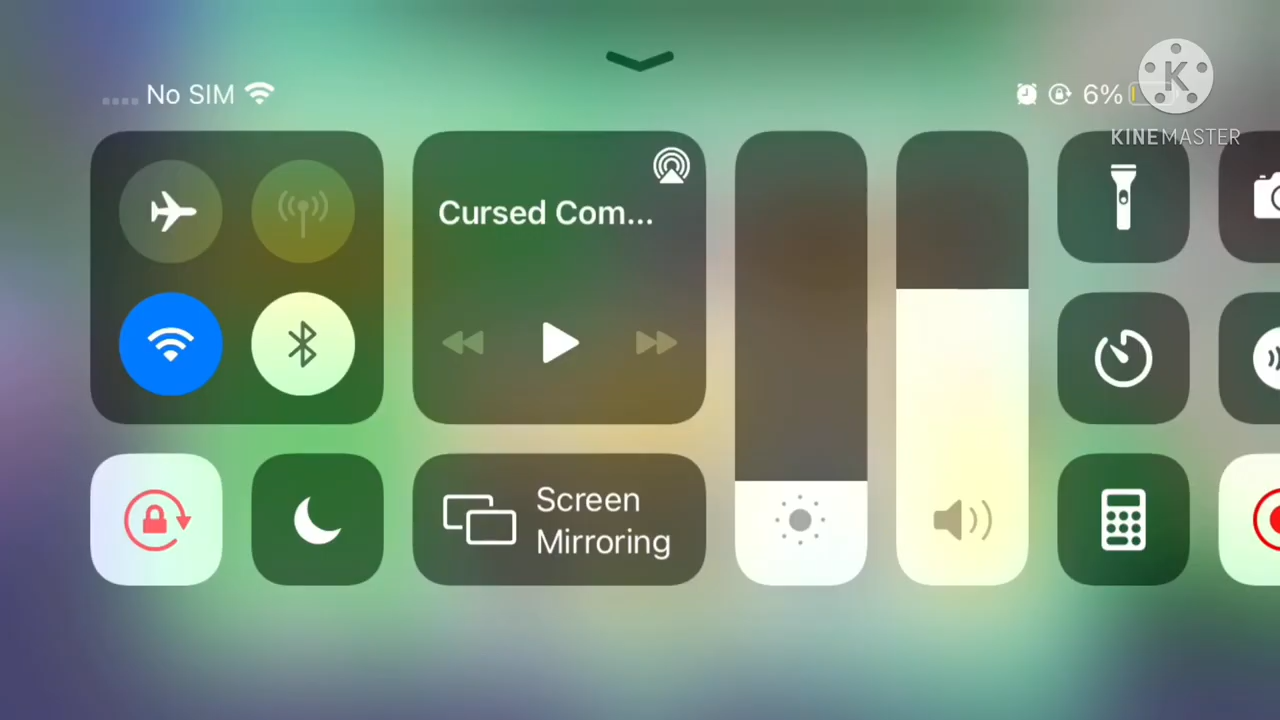 No SIM
6%
KINEMASTER
Cursed Com...
Screen
Mirroring